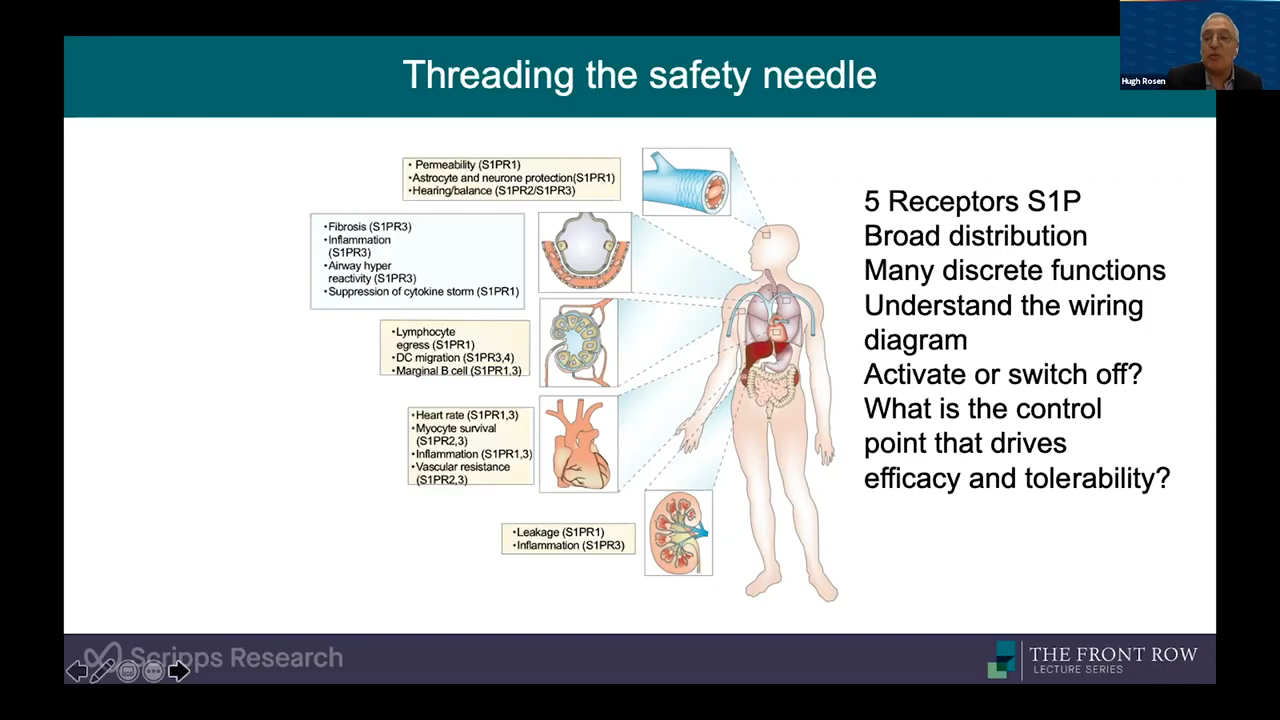 Threading the safety needle
Hugh Rosen
• Permeability (S1PR1)
• Astrocyte and neurone protection(S1PR1)
• Hearing/balance (S1PR2/S1PR3)
•Fibrosis (S1PR3)
•Inflammation
(S1PR3)
•Airway hyper
reactivity (S1PR3)
•Suppression of cytokine storm (S1PR1)
•Lymphocyte
egress (S1PR1)
•DC migration (S1PR3,4)
•Marginal B cell (S1PR1,3)
•Heart rate (S1PR1,3)
•Myocyte survival
(S1PR2,3)
•Inflammation (S1PR1,3)
•Vascular resistance
(S1PR2,3)
•Leakage (S1PR1)
•Inflammation (S1PR3)
5 Receptors S1P
Broad distribution
Many discrete functions
Understand the wiring
diagram
Activate or switch off?
What is the control
point that drives
efficacy and tolerability?
Scripps Research
THE FRONT ROW
LECTURE SERIES